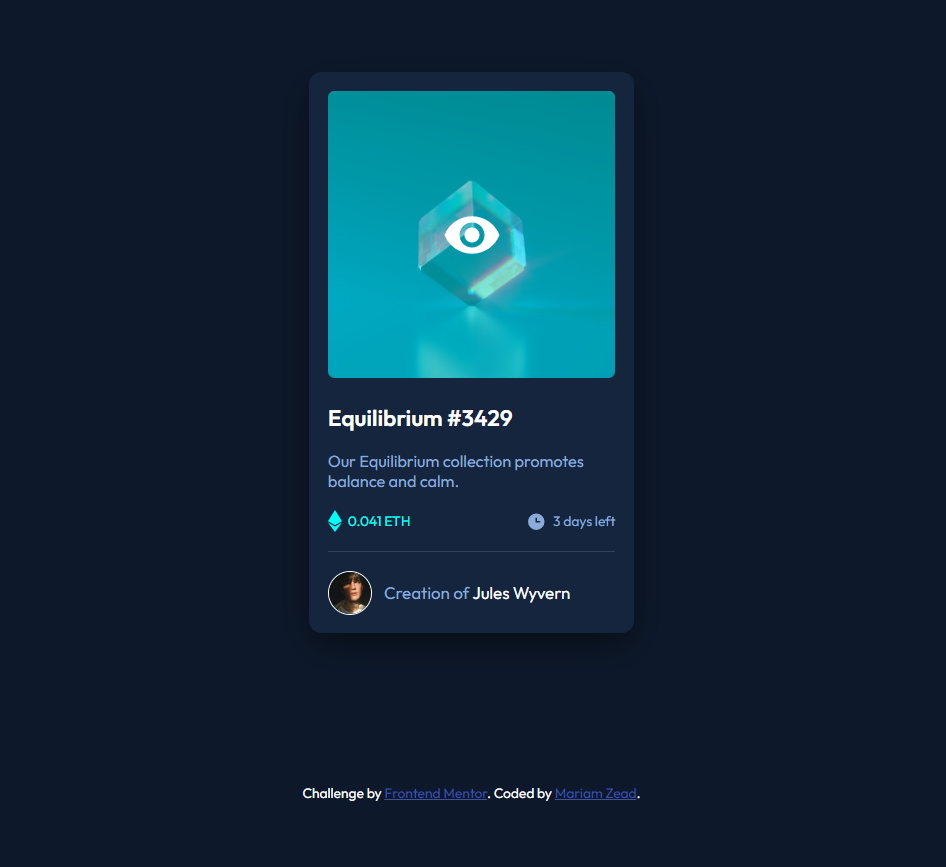 Equilibrium #3429
Our Equilibrium collection promotes
balance and calm.
0.041 ETH
3 days left
Creation of Jules Wyvern
Challenge by Frontend Mentor. Coded by Mariam Zead.